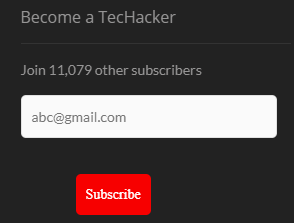 Become a TecHacker
Join 11,079 other subscribers
abc@gmail.com
Subscribe